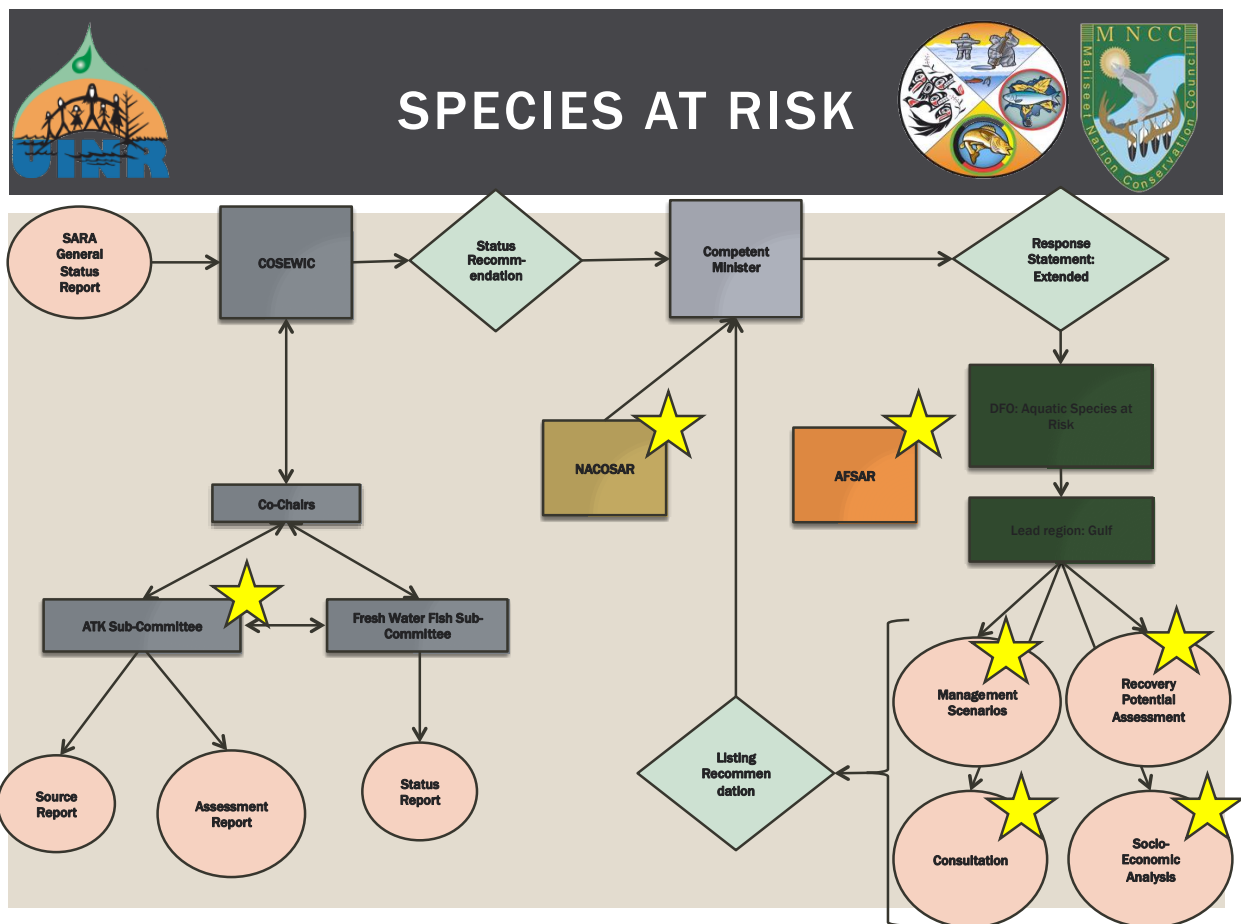 UINR
SPECIES AT RISK
MNCC
Maliseet Nation Conservation Council
SARA
General
Status
Report
COSEWIC
Status
Recomm-
endation
Competent
Minister
Response
Statement:
Extended
DFO: Aquatic Species at
Risk
NACOSAR
AFSAR
Co-Chairs
Lead region: Gulf
ATK Sub-Committee
Fresh Water Fish Sub-
Committee
Management
Scenarios
Recovery
Potential
Assessment
Listing
Recommen
dation
Source
Report
Assessment
Report
Status
Report
Consultation
Socio-
Economic
Analysis